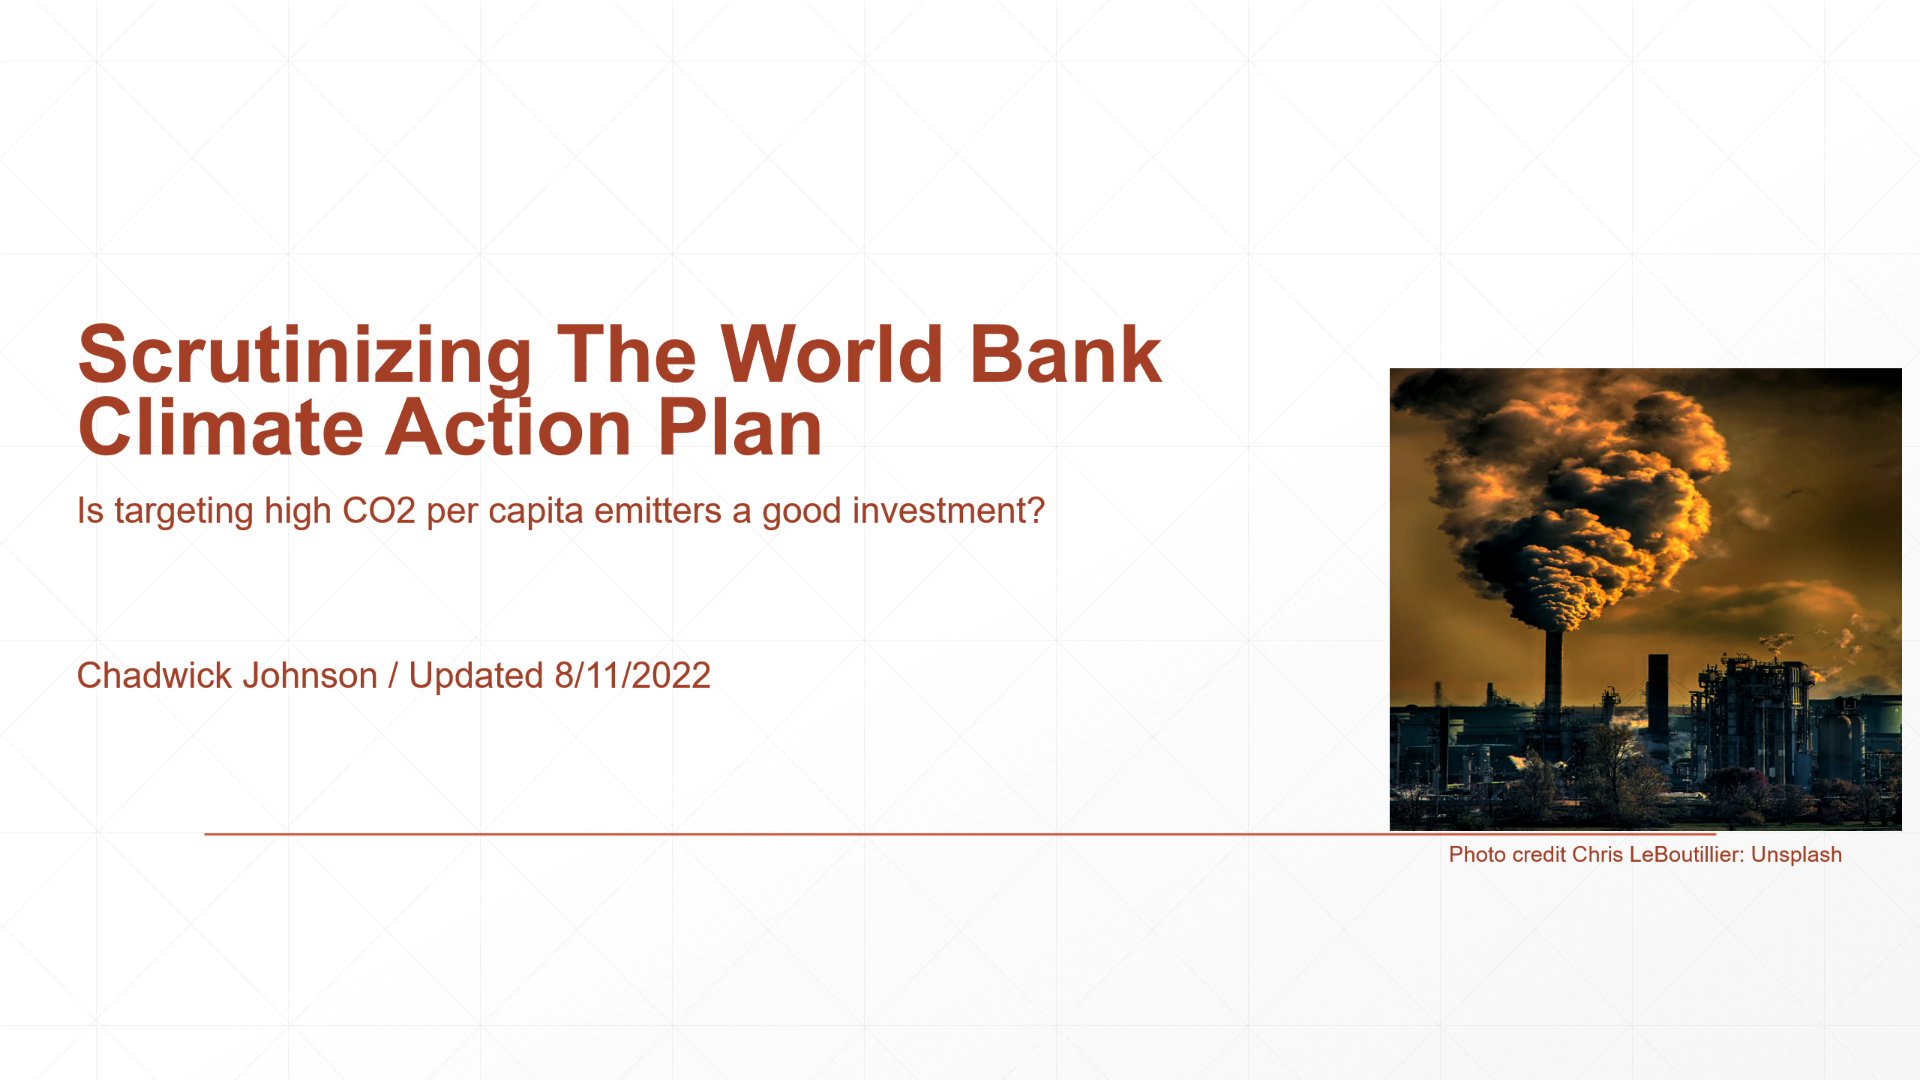 Scrutinizing The World Bank
Climate Action Plan
Is targeting high CO2 per capita emitters a good investment?
Chadwick Johnson / Updated 8/11/2022
Photo credit Chris LeBoutillier: Unsplash